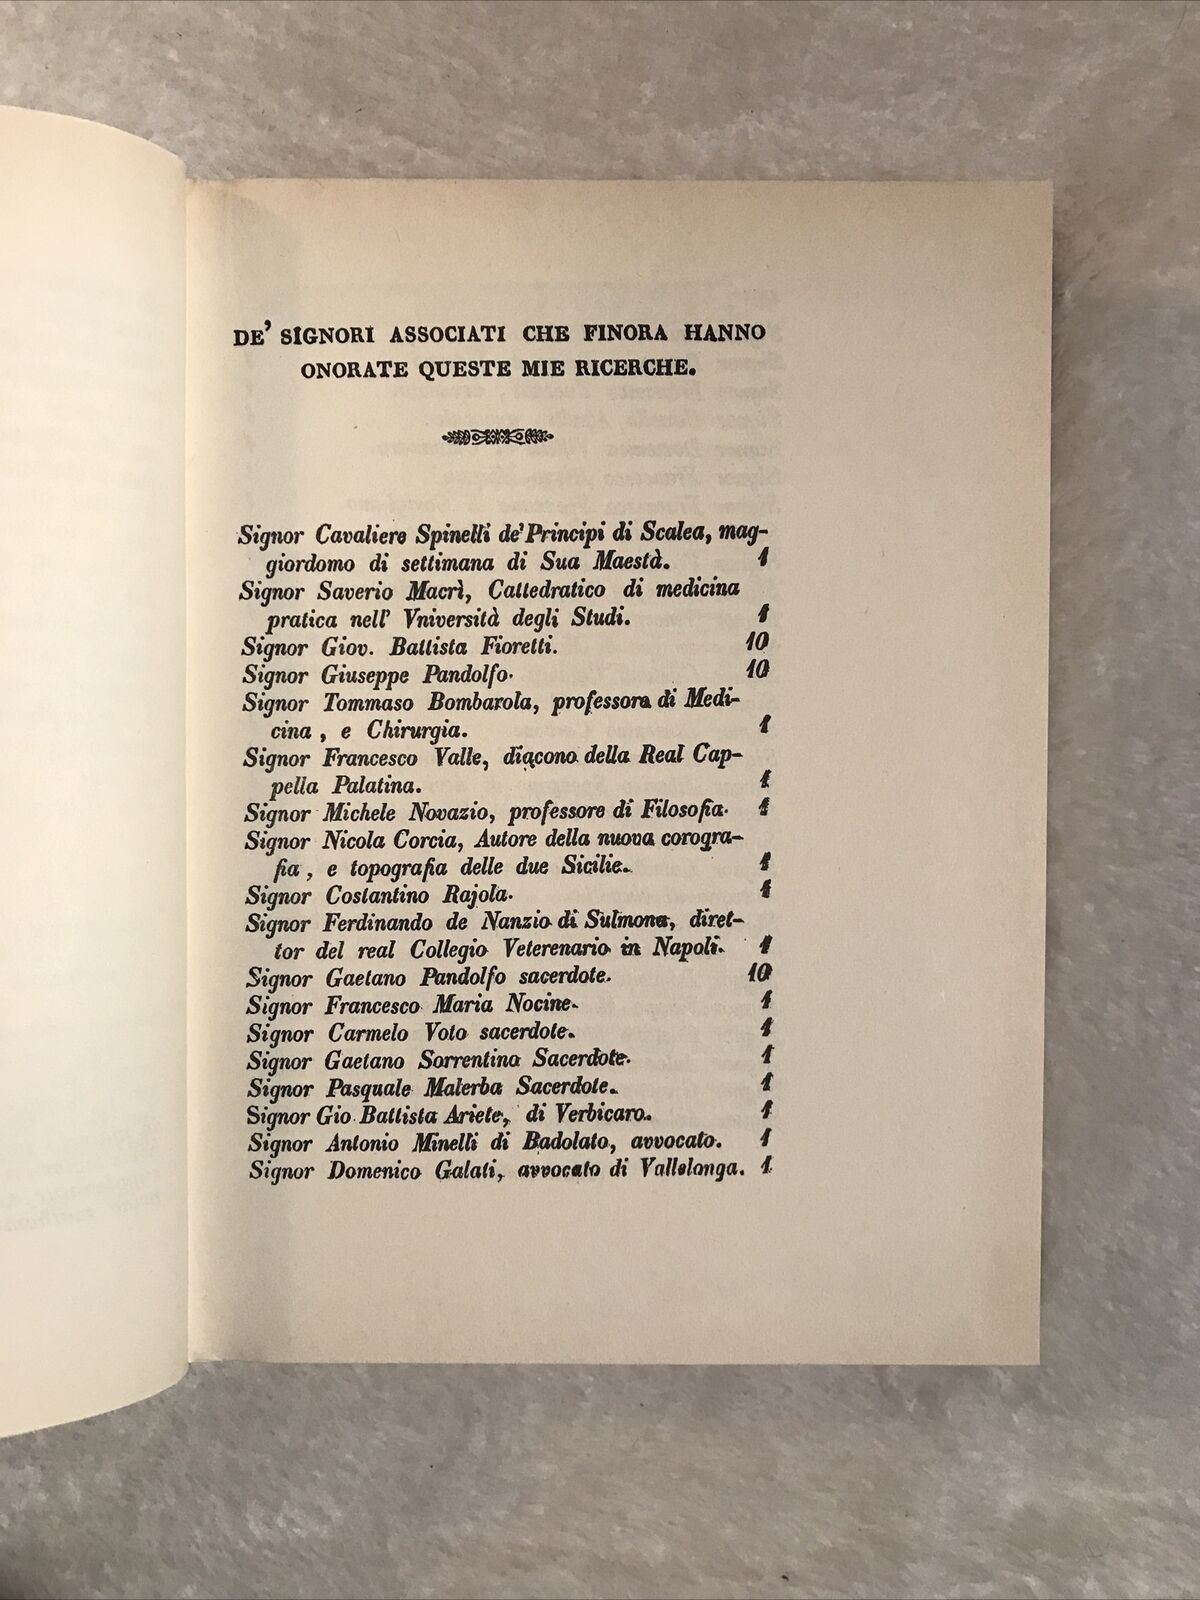 DE' SIGNORI ASSOCIATI CHE FINORA HANNO
ONORATE QUESTE MIE RICERCHE.
Signor Cavaliere Spinelli de' Principi di Scalea, mag-
giordomo di settimana di Sua Maestà. 1
Signor Saverio Macrì, Cattedratico di medicina
pratica nell' Vniversità degli Studi. 1
Signor Giov. Battista Fioretti. 10
Signor Giuseppe Pandolfo. 10
Signor Tommaso Bombarola, professora di Medi-
cina, e Chirurgia. 1
Signor Francesco Valle, diacono della Real Cap-
pella Palatina. 1
Signor Michele Novazio, professore di Filosofia. 1
Signor Nicola Corcia, Autore della nuova corogra-
fia, e topografia delle due Sicilie. 1
Signor Costantino Rajola. 1
Signor Ferdinando de Nanzio di Sulmona, diret-
tor del real Collegio Veterenario in Napoli. 1
Signor Gaetano Pandolfo sacerdote. 10
Signor Francesco Maria Nocine. 1
Signor Carmelo Voto sacerdote. 1
Signor Gaetano Sorrentino Sacerdote. 1
Signor Pasquale Malerba Sacerdote. 1
Signor Gio Battista Ariete, di Verbicaro. 1
Signor Antonio Minelli di Badolato, avvocato. 1
Signor Domenico Galati, avvocato di Vallelonga. 1